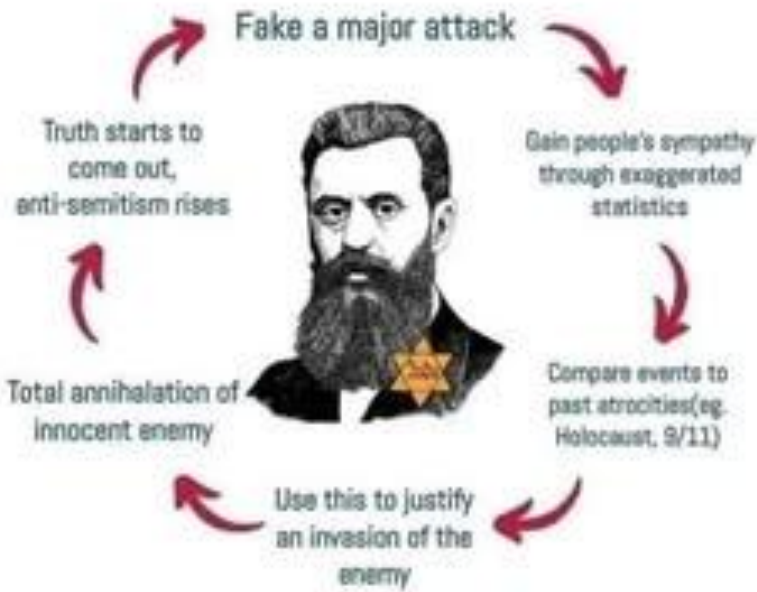 Fake a major attack
Gain people's sympathy
through exaggerated
statistics
Compare events to
past atrocities(eg.
Holocaust, 9/11)
Use this to justify
an invasion of the
enemy
Total annihalation of
innocent enemy
Truth starts to
come out,
anti-semitism rises